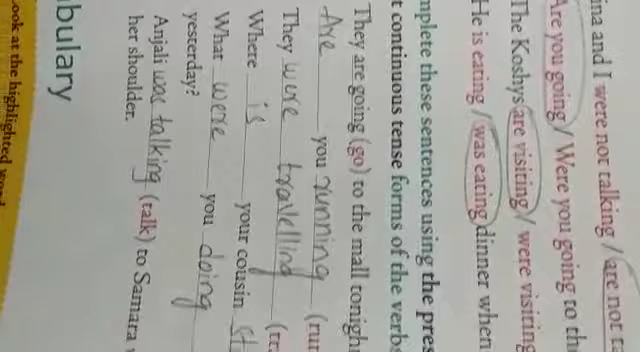 ina and I were not talking / are not ta
Are you going / Were you going to th
The Koshys are visiting / were visiting
He is eating / was eating dinner when
mplete these sentences using the pres
t continuous tense forms of the verbs
They are going (go) to the mall tonight
Are you running (run
They were travelling (tra
Where is your cousin st
What were you doing
yesterday?
Anjali was talking (talk) to Samara
her shoulder.
bulary
ook at the highlighted word